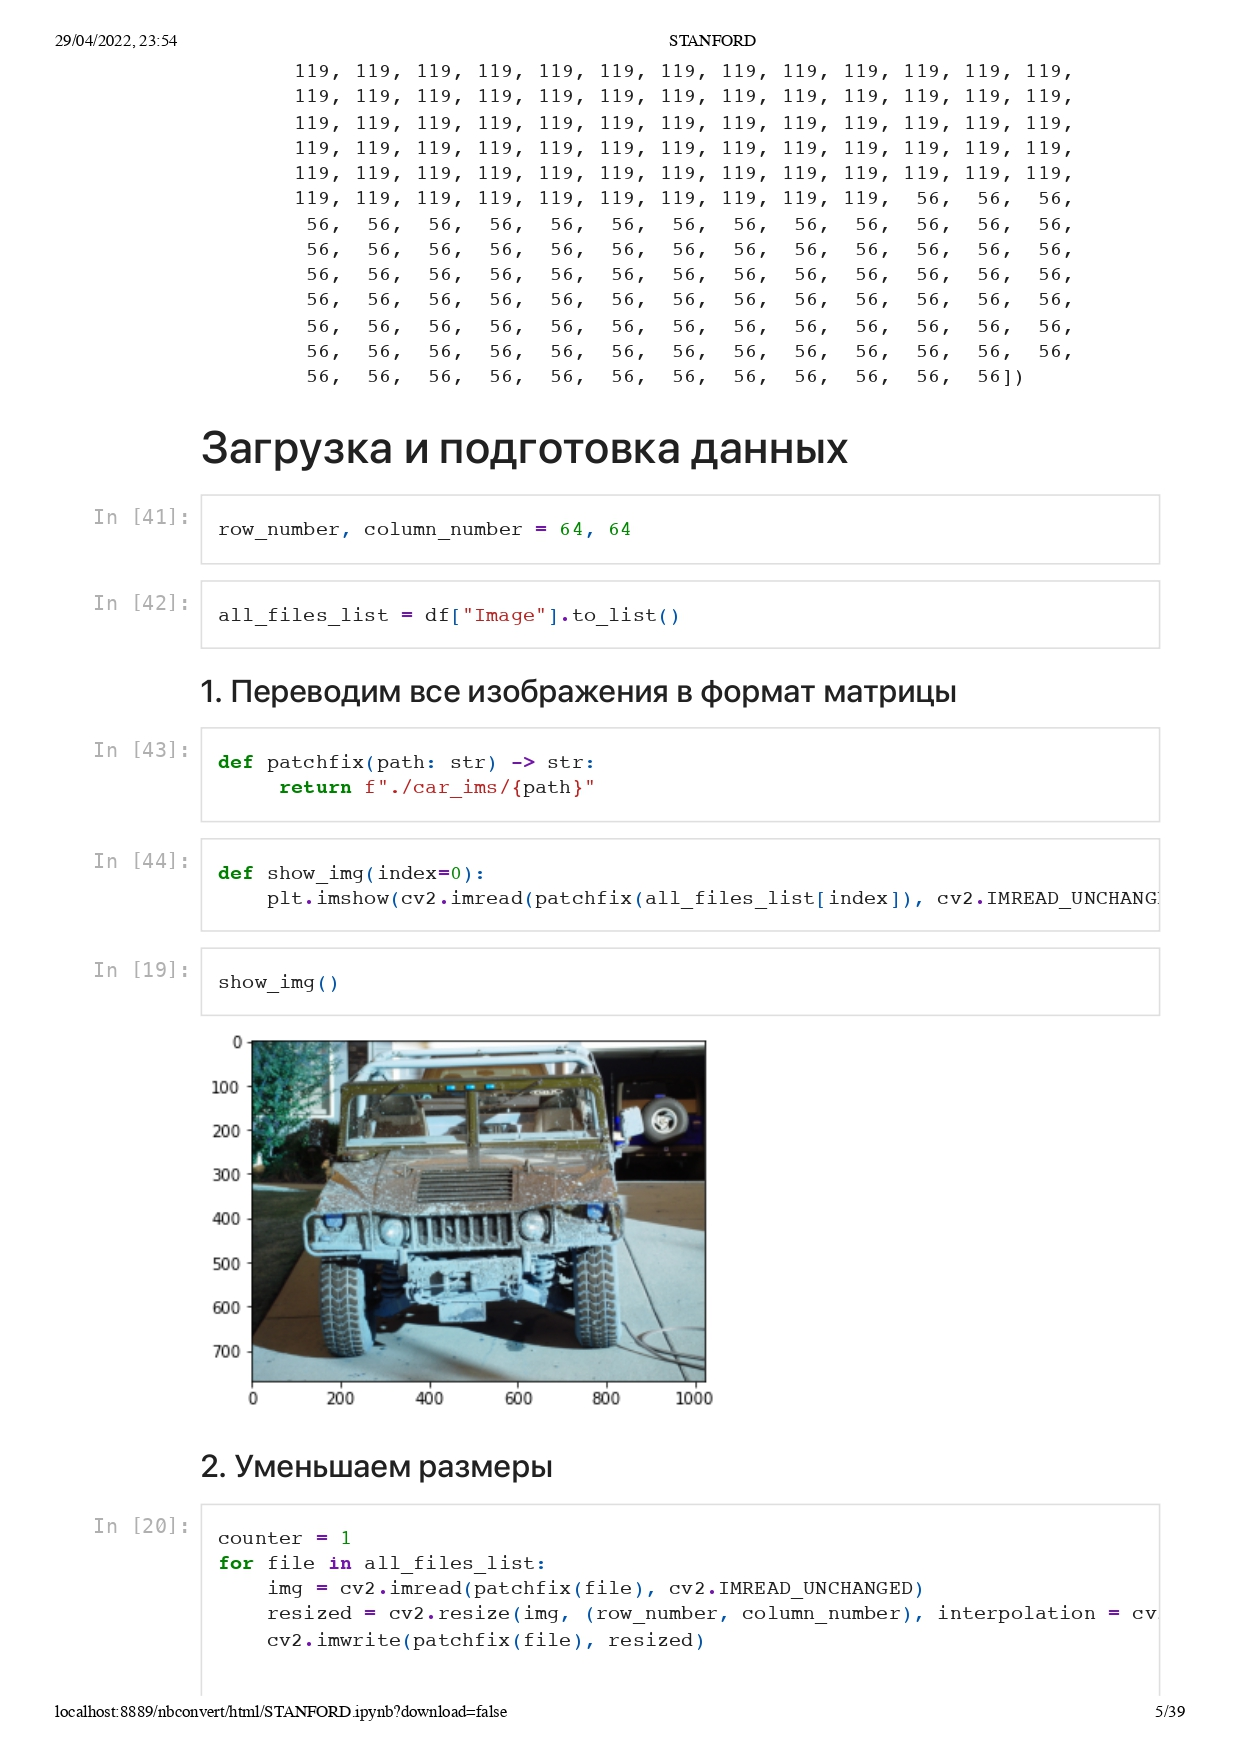 29/04/2022, 23:54
STANFORD
119, 119, 119, 119, 119, 119, 119, 119, 119, 119, 119, 119, 119,
119, 119, 119, 119, 119, 119, 119, 119, 119, 119, 119, 119, 119,
119, 119, 119, 119, 119, 119, 119, 119, 119, 119, 119, 119, 119,
119, 119, 119, 119, 119, 119, 119, 119, 119, 119, 119, 119, 119,
119, 119, 119, 119, 119, 119, 119, 119, 119, 119, 119, 119, 119,
119, 119, 119, 119, 119, 119, 119, 119, 119, 119, 56, 56, 56,
56, 56, 56, 56, 56, 56, 56, 56, 56, 56, 56, 56, 56,
56, 56, 56, 56, 56, 56, 56, 56, 56, 56, 56, 56, 56,
56, 56, 56, 56, 56, 56, 56, 56, 56, 56, 56, 56, 56,
56, 56, 56, 56, 56, 56, 56, 56, 56, 56, 56, 56, 56,
56, 56, 56, 56, 56, 56, 56, 56, 56, 56, 56, 56, 56,
56, 56, 56, 56, 56, 56, 56, 56, 56, 56, 56, 56, 56,
56, 56, 56, 56, 56, 56, 56, 56, 56, 56, 56, 56])
Загрузка и подготовка данных
In [41]:
row_number, column_number = 64, 64
In [42]:
all_files_list = df["Image"].to_list()
1. Переводим все изображения в формат матрицы
In [43]:
def patchfix(path: str) -> str:
     return f"./car_ims/{path}"
In [44]:
def show_img(index=0):
    plt.imshow(cv2.imread(patchfix(all_files_list[index]), cv2.IMREAD_UNCHANG
In [19]:
show_img()
0
100
200
300
400
500
600
700
0 200 400 600 800 1000
2. Уменьшаем размеры
In [20]:
counter = 1
for file in all_files_list:
    img = cv2.imread(patchfix(file), cv2.IMREAD_UNCHANGED)
    resized = cv2.resize(img, (row_number, column_number), interpolation = cv
    cv2.imwrite(patchfix(file), resized)
localhost:8889/nbconvert/html/STANFORD.ipynb?download=false
5/39